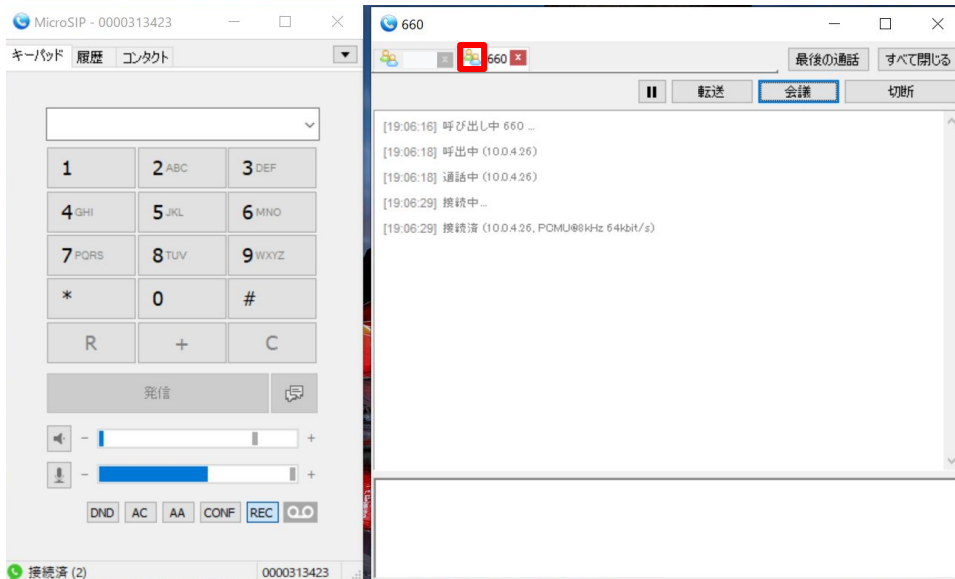 MicroSIP - 0000313423
キーパッド 履歴 コンタクト
1
2 ABC
3 DEF
4 GHI
5 JKL
6 MNO
7 PQRS
8 TUV
9 WXYZ
*
0
#
R
+
C
発信
- +
- +
DND AC AA CONF REC
接続済 (2) 0000313423
660
660
最後の通話 すべて閉じる
転送 会議 切断
[19:06:16] 呼び出し中 660 ...
[19:06:18] 呼出中 (10.0.4.26)
[19:06:18] 通話中 (10.0.4.26)
[19:06:29] 接続中...
[19:06:29] 接続済 (10.0.4.26, PCMU@8kHz 64kbit/s)